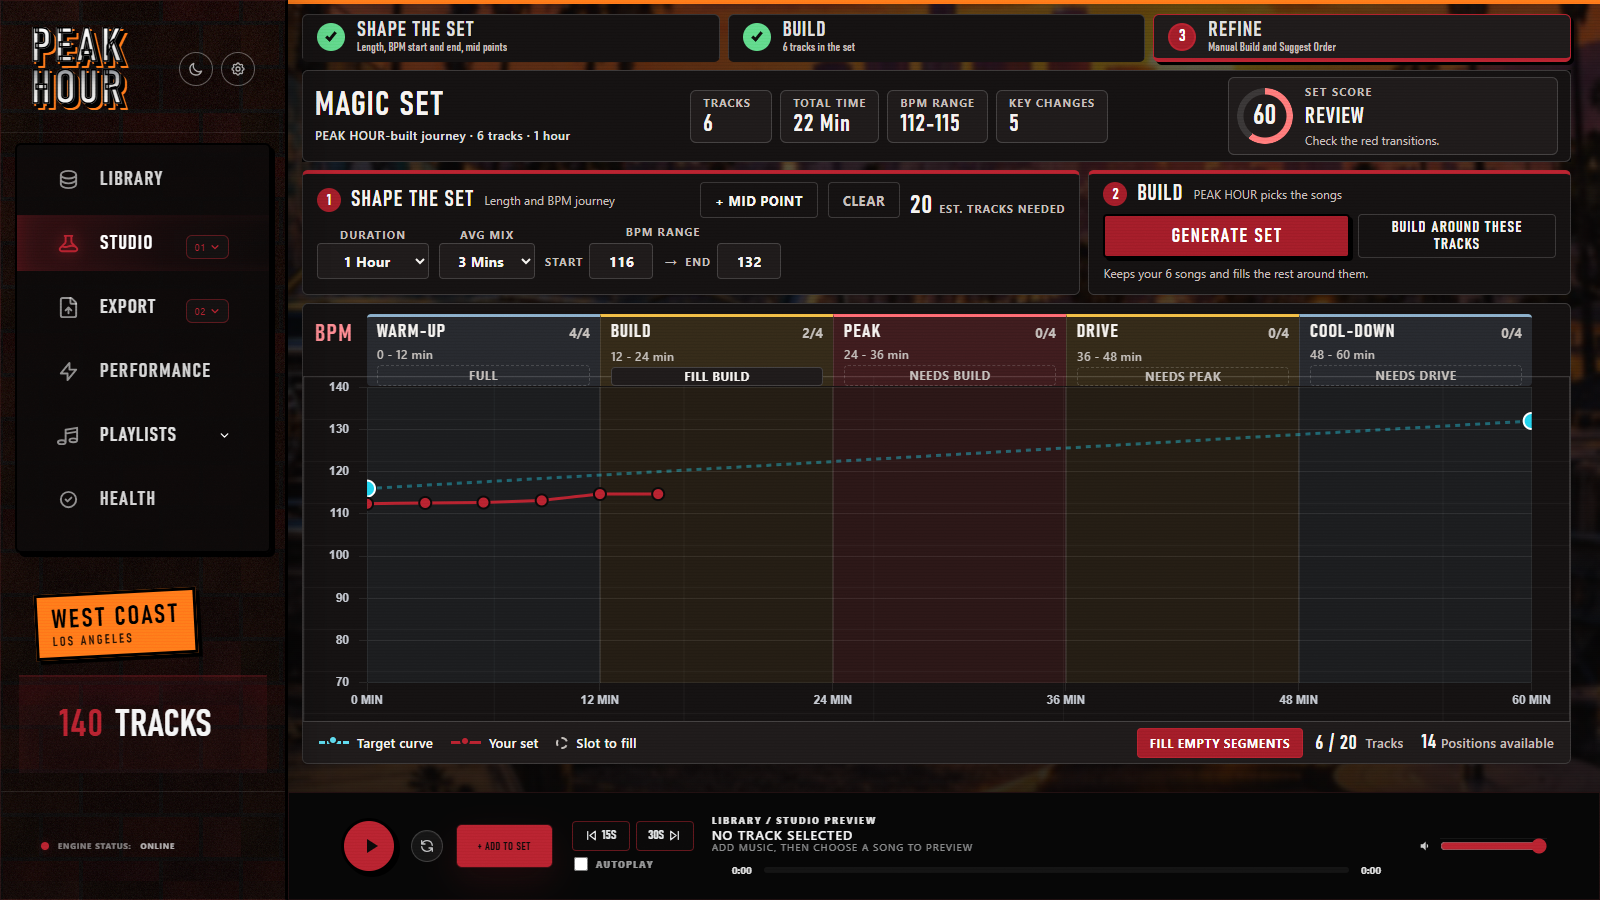 PEAK
HOUR
LIBRARY
STUDIO
01
EXPORT
02
PERFORMANCE
PLAYLISTS
HEALTH
WEST COAST
LOS ANGELES
140 TRACKS
ENGINE STATUS: ONLINE
SHAPE THE SET
Length, BPM start and end, mid points
BUILD
6 tracks in the set
3
REFINE
Manual Build and Suggest Order
MAGIC SET
PEAK HOUR-built journey · 6 tracks · 1 hour
TRACKS
6
TOTAL TIME
22 Min
BPM RANGE
112-115
KEY CHANGES
5
60
SET SCORE
REVIEW
Check the red transitions.
1 SHAPE THE SET Length and BPM journey
+ MID POINT
CLEAR
20 EST. TRACKS NEEDED
DURATION
1 Hour
AVG MIX
3 Mins
BPM RANGE
START 116 → END 132
2 BUILD PEAK HOUR picks the songs
GENERATE SET
BUILD AROUND THESE
TRACKS
Keeps your 6 songs and fills the rest around them.
BPM
WARM-UP 4/4
0 - 12 min
FULL
BUILD 2/4
12 - 24 min
FILL BUILD
PEAK 0/4
24 - 36 min
NEEDS BUILD
DRIVE 0/4
36 - 48 min
NEEDS PEAK
COOL-DOWN 0/4
48 - 60 min
NEEDS DRIVE
140
130
120
110
100
90
80
70
0 MIN
12 MIN
24 MIN
36 MIN
48 MIN
60 MIN
Target curve
Your set
Slot to fill
FILL EMPTY SEGMENTS
6 / 20 Tracks
14 Positions available
+ ADD TO SET
15S
30S
AUTOPLAY
LIBRARY / STUDIO PREVIEW
NO TRACK SELECTED
ADD MUSIC, THEN CHOOSE A SONG TO PREVIEW
0:00
0:00